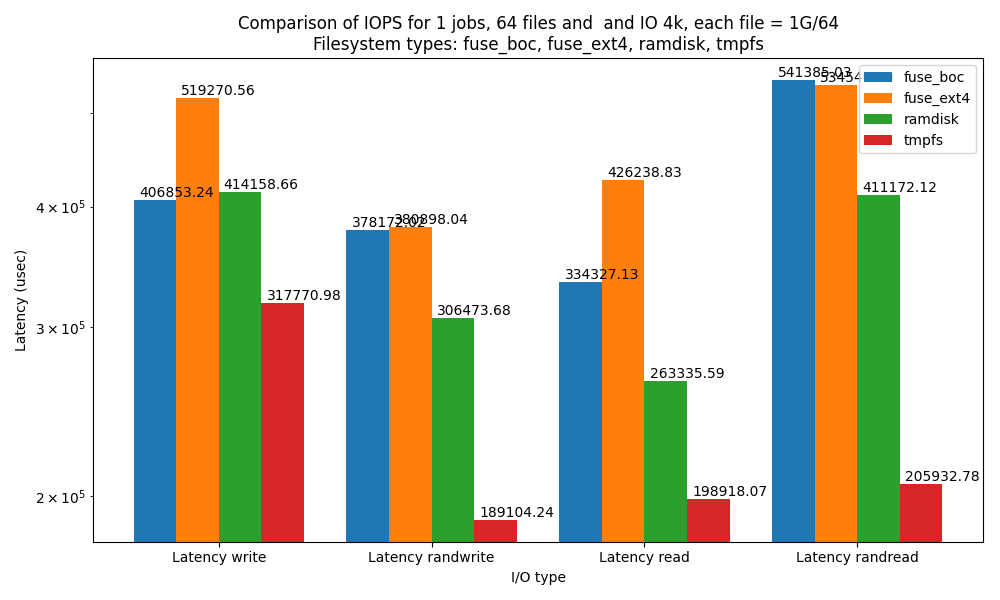 Comparison of IOPS for 1 jobs, 64 files and  and IO 4k, each file = 1G/64
Filesystem types: fuse_boc, fuse_ext4, ramdisk, tmpfs
fuse_boc
fuse_ext4
ramdisk
tmpfs
Latency (usec)
4 × 10⁵
3 × 10⁵
2 × 10⁵
406853.24
519270.56
414158.66
317770.98
378172.02
380898.04
306473.68
189104.24
334327.13
426238.83
263335.59
198918.07
541385.03
411172.12
205932.78
Latency write
Latency randwrite
Latency read
Latency randread
I/O type